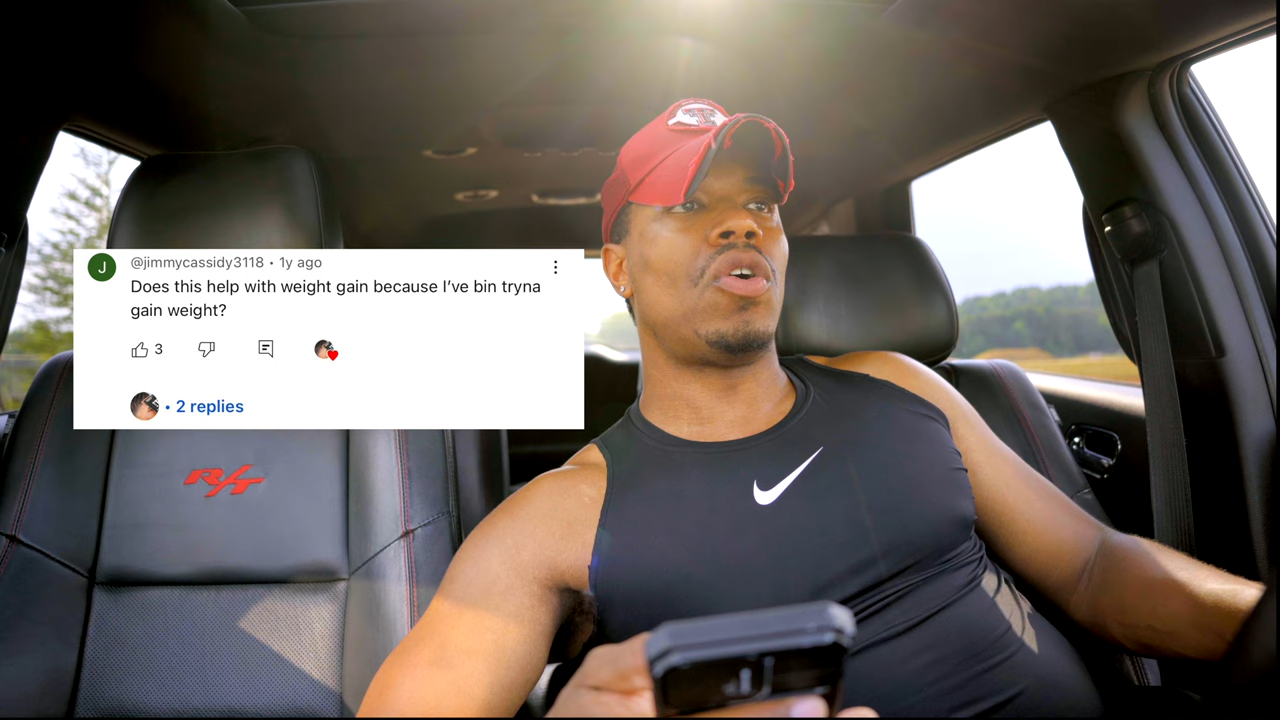 J
@jimmycassidy3118 • 1y ago
Does this help with weight gain because I've bin tryna
gain weight?
3
• 2 replies
R/T